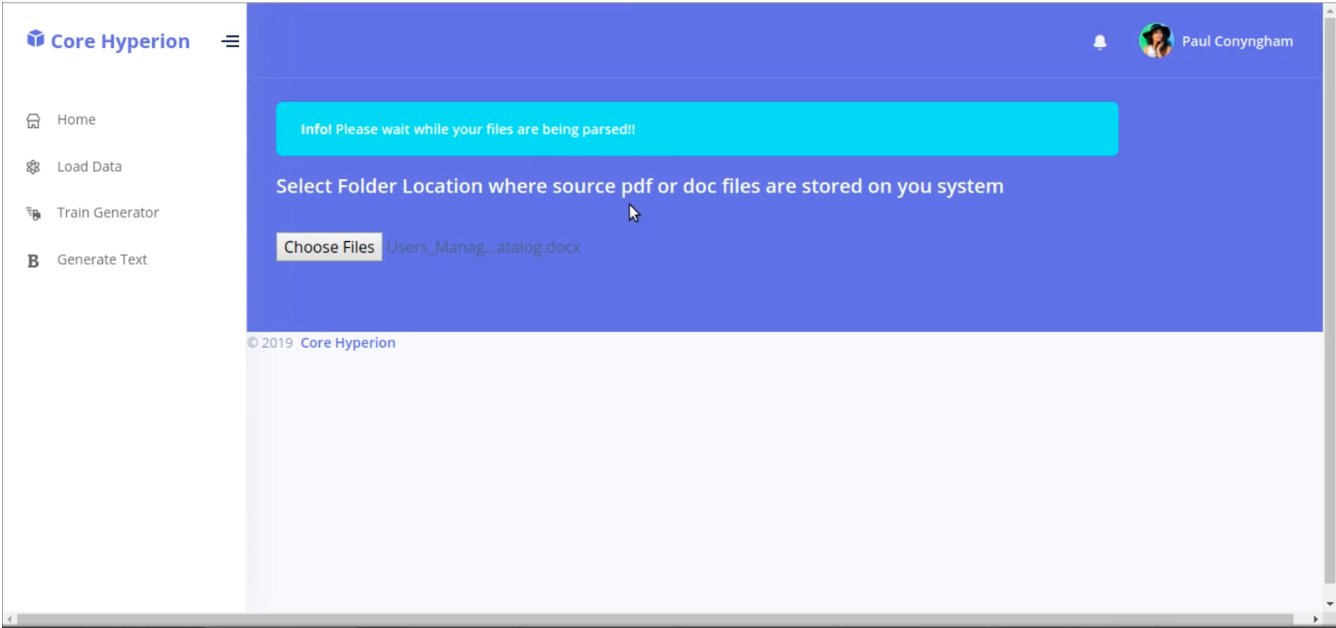 Core Hyperion
Paul Conyngham
Home
Load Data
Train Generator
B Generate Text
Info! Please wait while your files are being parsed!!
Select Folder Location where source pdf or doc files are stored on you system
Choose Files Users_Manag...atalog.docx
© 2019 Core Hyperion